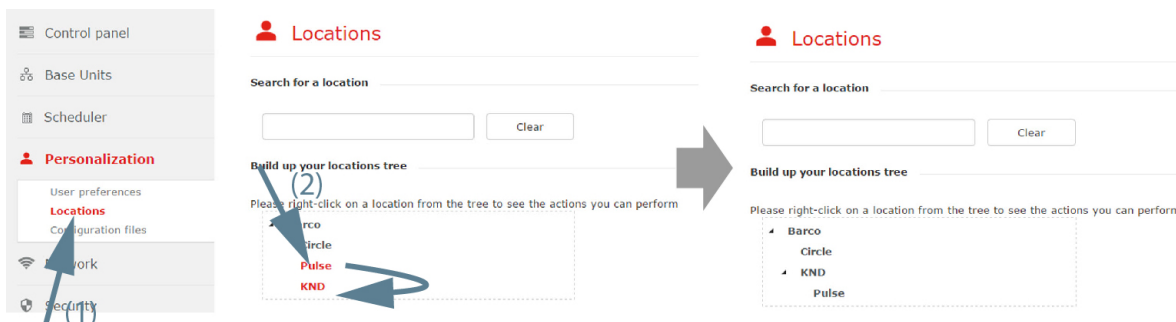 Control panel
Base Units
Scheduler
Personalization
User preferences
Locations
Configuration files
Network
Security
(1)
Locations
Search for a location
Clear
Build up your locations tree
(2)
Please right-click on a location from the tree to see the actions you can perform
Barco
Circle
Pulse
KND
Locations
Search for a location
Clear
Build up your locations tree
Please right-click on a location from the tree to see the actions you can perform
Barco
Circle
KND
Pulse